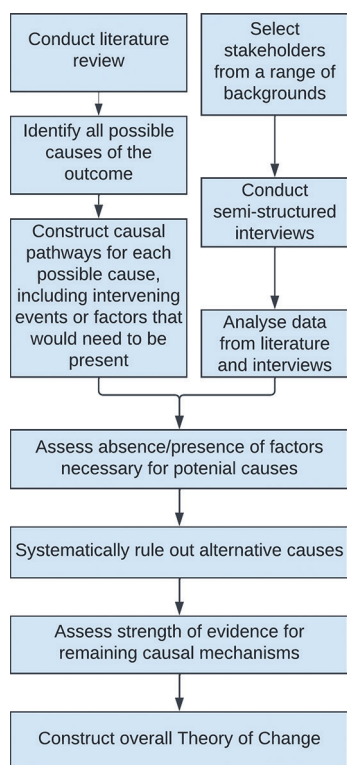 Conduct literature
review
Identify all possible
causes of the
outcome
Construct causal
pathways for each
possible cause,
including intervening
events or factors that
would need to be
present
Select
stakeholders
from a range of
backgrounds
Conduct
semi-structured
interviews
Analyse data
from literature
and interviews
Assess absence/presence of factors
necessary for potenial causes
Systematically rule out alternative causes
Assess strength of evidence for
remaining causal mechanisms
Construct overall Theory of Change